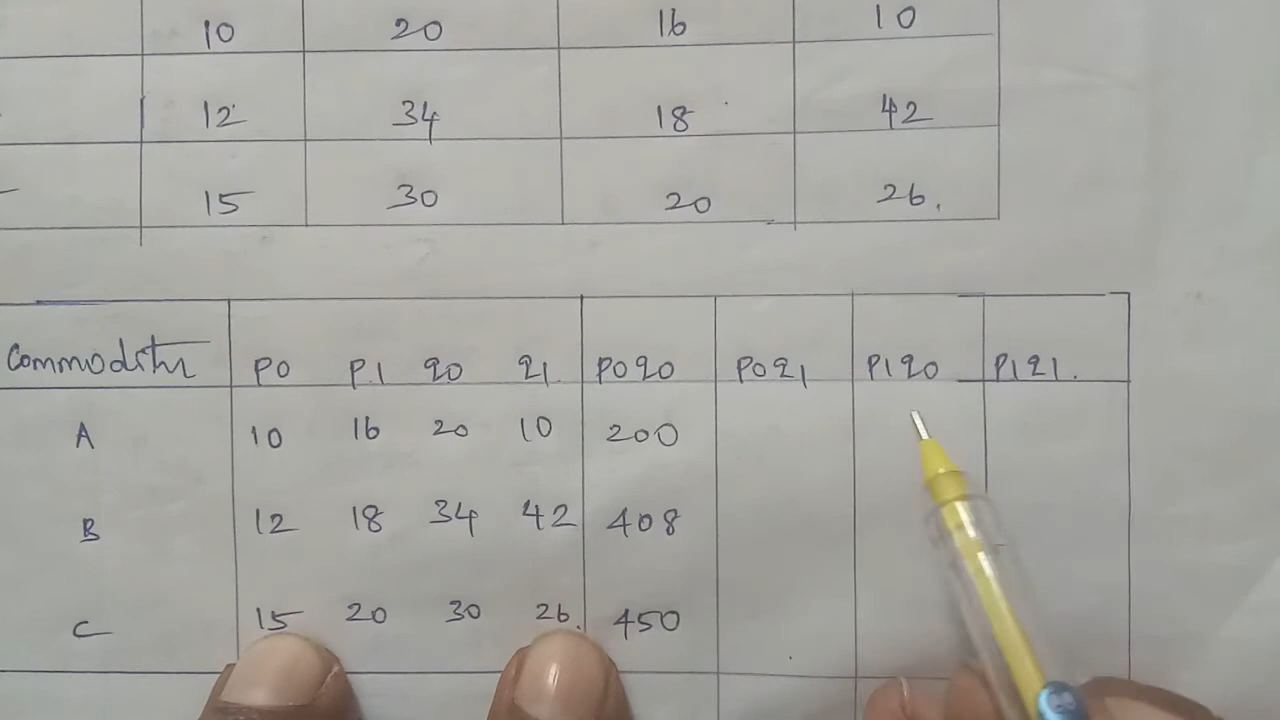 10 20 16 10
12 34 18 42
15 30 20 26.
Commodity P0 P.1 q0 q1. P0q0 P0q1 P1q0 P1q1.
A 10 16 20 10 200
B 12 18 34 42 408
C 15 20 30 26. 450